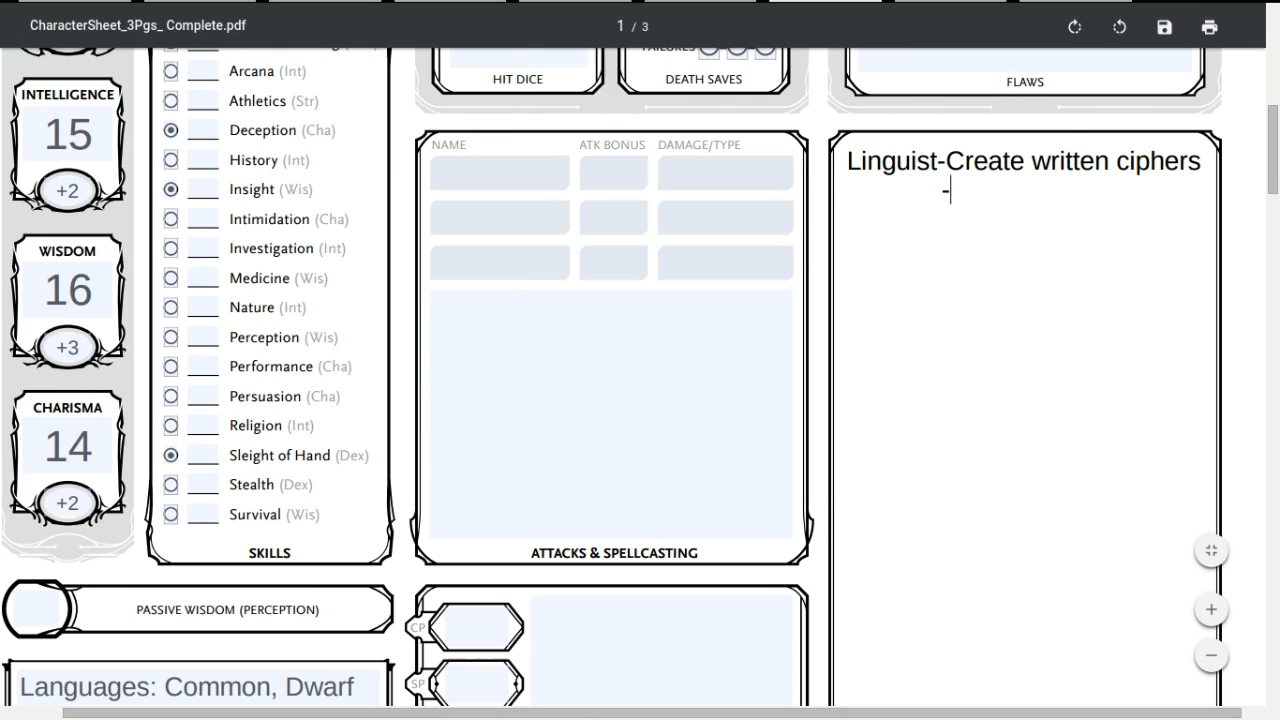 CharacterSheet_3Pgs_ Complete.pdf
1 / 3
INTELLIGENCE
15
+2
WISDOM
16
+3
CHARISMA
14
+2
Arcana (Int)
Athletics (Str)
Deception (Cha)
History (Int)
Insight (Wis)
Intimidation (Cha)
Investigation (Int)
Medicine (Wis)
Nature (Int)
Perception (Wis)
Performance (Cha)
Persuasion (Cha)
Religion (Int)
Sleight of Hand (Dex)
Stealth (Dex)
Survival (Wis)
SKILLS
PASSIVE WISDOM (PERCEPTION)
Languages: Common, Dwarf
HIT DICE
FAILURES
DEATH SAVES
NAME ATK BONUS DAMAGE/TYPE
ATTACKS & SPELLCASTING
CP
SP
FLAWS
Linguist-Create written ciphers
-